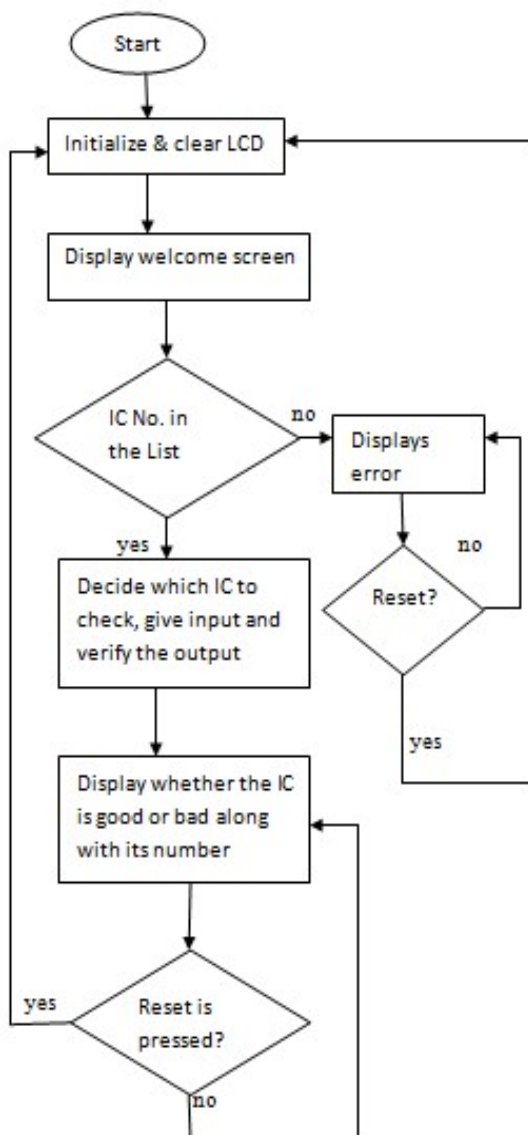 Start
Initialize & clear LCD
Display welcome screen
IC No. in
the List
no
Displays
error
yes
no
Decide which IC to
check, give input and
verify the output
Reset?
yes
Display whether the IC
is good or bad along
with its number
yes
Reset is
pressed?
no